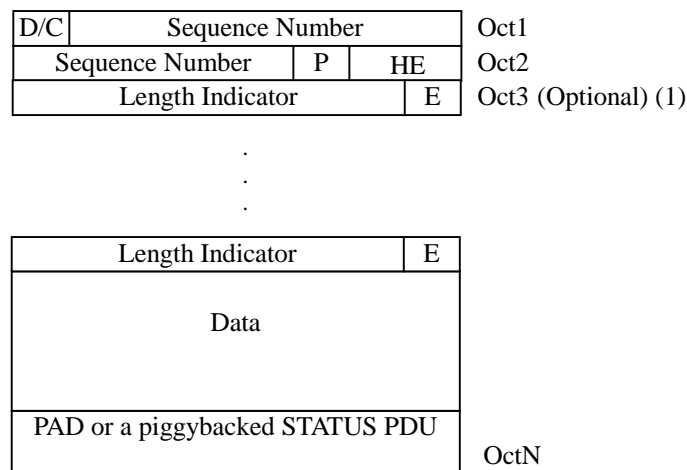 D/C Sequence Number Oct1
Sequence Number P HE Oct2
Length Indicator E Oct3 (Optional) (1)
.
.
.
Length Indicator E
Data
PAD or a piggybacked STATUS PDU
OctN